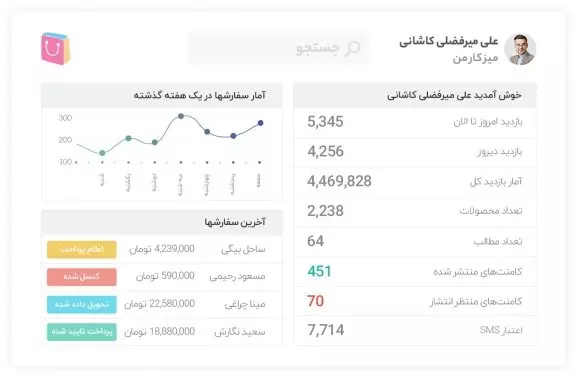 علی میرفضلی کاشانی
میز کار من
جستجو
خوش آمدید علی میرفضلی کاشانی
بازدید امروز تا الان 5,345
بازدید دیروز 4,256
آمار بازدید کل 4,469,828
تعداد محصولات 2,238
تعداد مطالب 64
کامنت‌های منتشر شده 451
کامنت‌های منتظر انتشار 70
اعتبار SMS 7,714
آمار سفارشها در یک هفته گذشته
300
200
100
شنبه
یکشنبه
دوشنبه
سه شنبه
چهارشنبه
پنجشنبه
جمعه
آخرین سفارشها
ساحل بیگی 4,239,000 تومان اعلام پرداخت
مسعود رحیمی 590,000 تومان کنسل شده
مینا چراغی 22,580,000 تومان تحویل داده شده
سعید نگارش 18,880,000 تومان پرداخت تایید شده